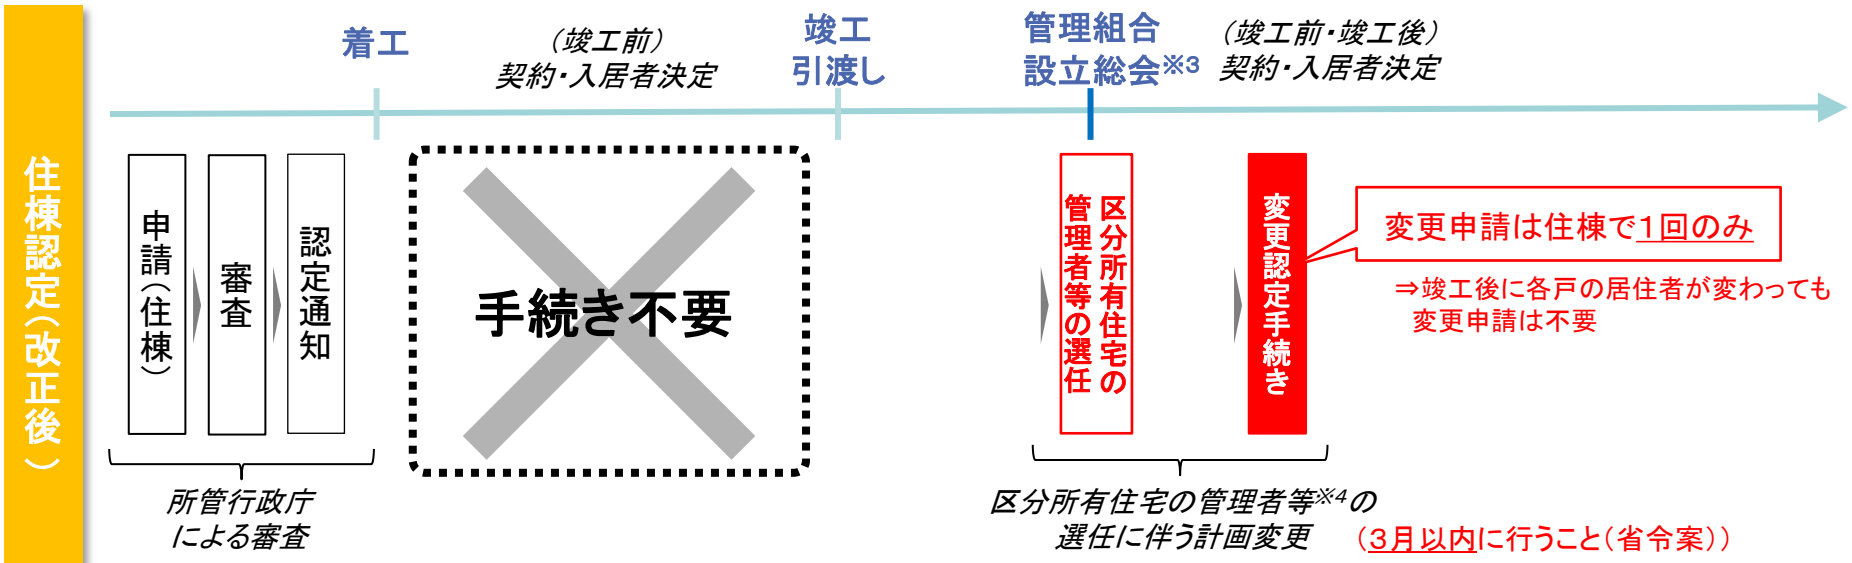 住棟認定（改正後）
着工
（竣工前）
契約・入居者決定
竣工
引渡し
管理組合
設立総会※3
（竣工前・竣工後）
契約・入居者決定
申請（住棟）
審査
認定通知
手続き不要
区分所有住宅の
管理者等の選任
変更認定手続き
変更申請は住棟で１回のみ
⇒竣工後に各戸の居住者が変わっても
変更申請は不要
所管行政庁
による審査
区分所有住宅の管理者等※4の
選任に伴う計画変更
（３月以内に行うこと（省令案））